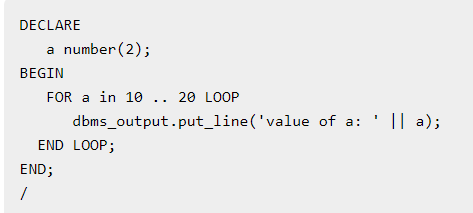 DECLARE
   a number(2);
BEGIN
   FOR a in 10 .. 20 LOOP
      dbms_output.put_line('value of a: ' || a);
  END LOOP;
END;
/